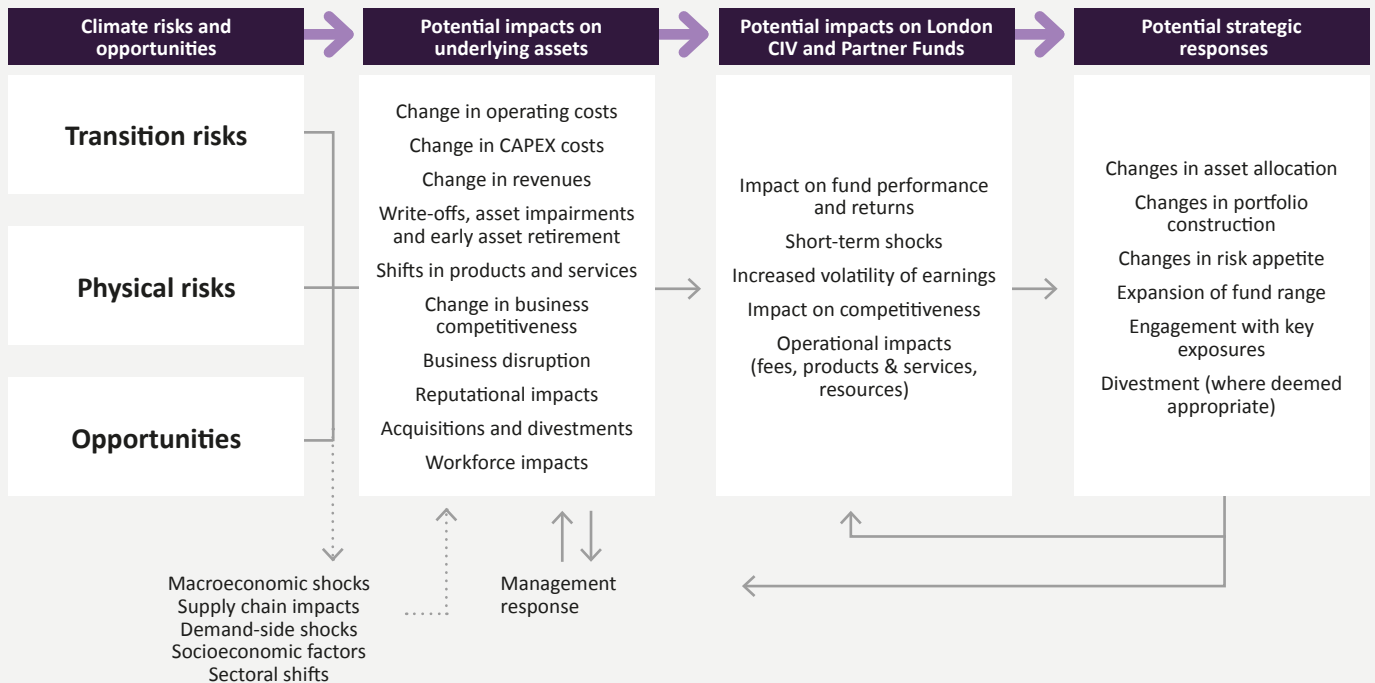 Climate risks and
opportunities
Potential impacts on
underlying assets
Potential impacts on London
CIV and Partner Funds
Potential strategic
responses
Transition risks
Physical risks
Opportunities
Change in operating costs
Change in CAPEX costs
Change in revenues
Write-offs, asset impairments
and early asset retirement
Shifts in products and services
Change in business
competitiveness
Business disruption
Reputational impacts
Acquisitions and divestments
Workforce impacts
Impact on fund performance
and returns
Short-term shocks
Increased volatility of earnings
Impact on competitiveness
Operational impacts
(fees, products & services,
resources)
Changes in asset allocation
Changes in portfolio
construction
Changes in risk appetite
Expansion of fund range
Engagement with key
exposures
Divestment (where deemed
appropriate)
Macroeconomic shocks
Supply chain impacts
Demand-side shocks
Socioeconomic factors
Sectoral shifts
Management
response